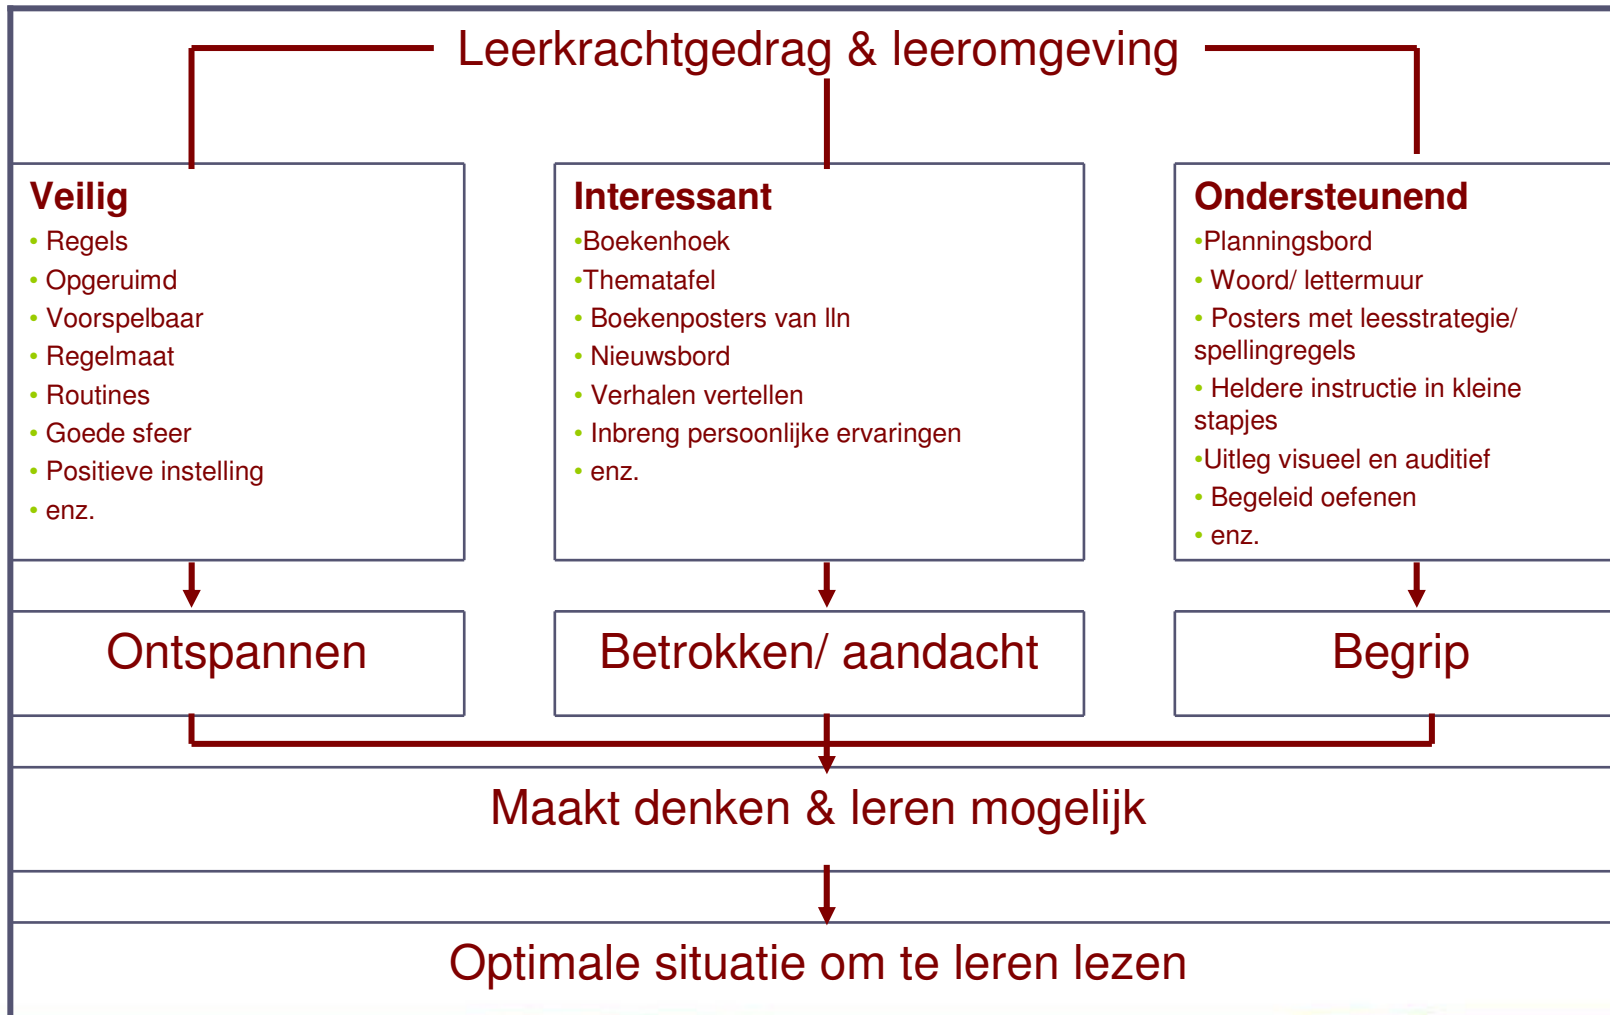 Leerkrachtgedrag & leeromgeving
Veilig
• Regels
• Opgeruimd
• Voorspelbaar
• Regelmaat
• Routines
• Goede sfeer
• Positieve instelling
• enz.
Interessant
•Boekenhoek
•Thematafel
• Boekenposters van lln
• Nieuwsbord
• Verhalen vertellen
• Inbreng persoonlijke ervaringen
• enz.
Ondersteunend
•Planningsbord
• Woord/ lettermuur
• Posters met leesstrategie/
spellingregels
• Heldere instructie in kleine
stapjes
•Uitleg visueel en auditief
• Begeleid oefenen
• enz.
Ontspannen
Betrokken/ aandacht
Begrip
Maakt denken & leren mogelijk
Optimale situatie om te leren lezen